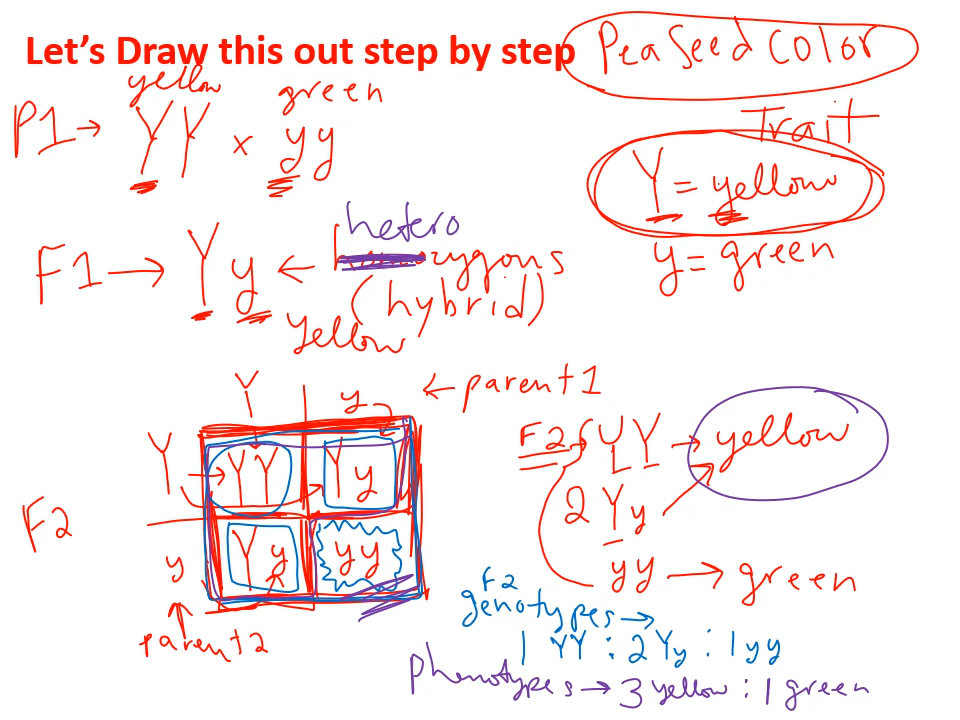 Let's Draw this out step by step
Pea Seed Color
Trait
yellow green
P1 → YY x yy
Y = yellow
y = green
hetero
F1 → Yy ← zygous
(hybrid)
yellow
Y y ← parent 1
Y YY Yy
F2
y Yy yy
parent 2
F2 → YY → yellow
2 Yy
yy → green
F2
genotypes →
1 YY : 2 Yy : 1 yy
phenotypes → 3 yellow : 1 green